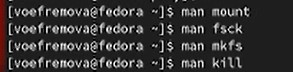 [voefremova@fedora ~]$ man mount
[voefremova@fedora ~]$ man fsck
[voefremova@fedora ~]$ man mkfs
[voefremova@fedora ~]$ man kill